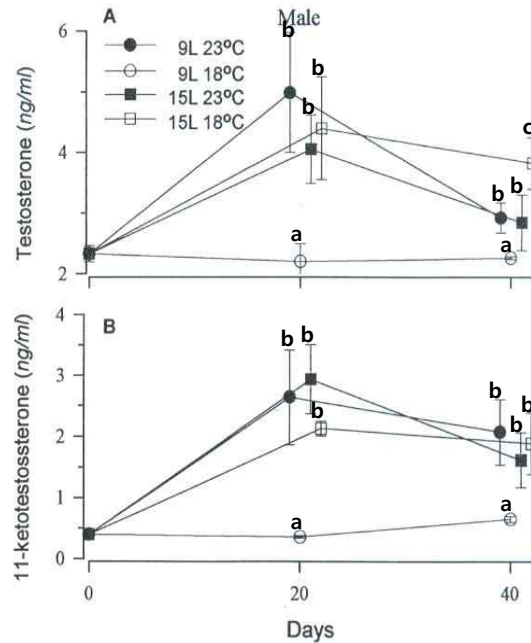 Male
A
9L 23ºC
9L 18ºC
15L 23ºC
15L 18ºC
Testosterone (ng/ml)
6
4
2
b
b
b
a
c
b
b
a
B
11-ketotestossterone (ng/ml)
4
3
2
1
0
b
b
b
a
b
b
b
a
0
20
40
Days